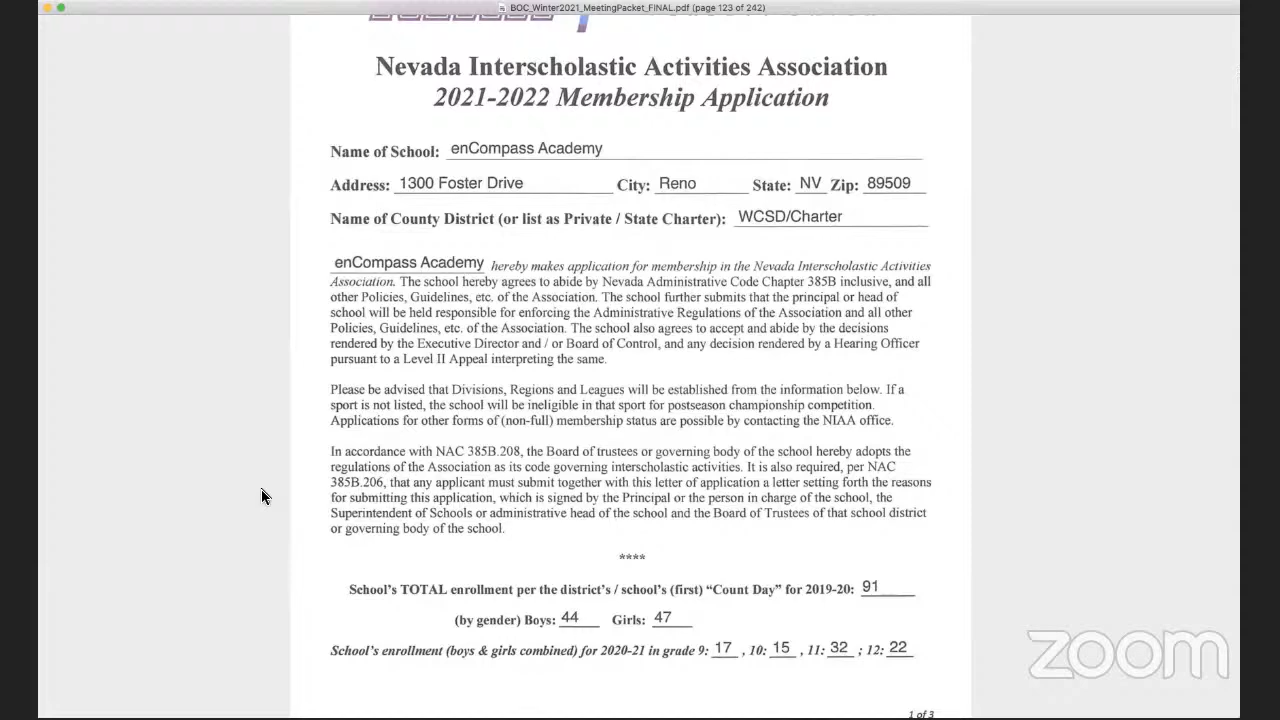 BOC_Winter2021_MeetingPacket_FINAL.pdf (page 123 of 242)
Nevada Interscholastic Activities Association
2021-2022 Membership Application
Name of School: enCompass Academy
Address: 1300 Foster Drive City: Reno State: NV Zip: 89509
Name of County District (or list as Private / State Charter): WCSD/Charter
enCompass Academy hereby makes application for membership in the Nevada Interscholastic Activities
Association. The school hereby agrees to abide by Nevada Administrative Code Chapter 385B inclusive, and all
other Policies, Guidelines, etc. of the Association. The school further submits that the principal or head of
school will be held responsible for enforcing the Administrative Regulations of the Association and all other
Policies, Guidelines, etc. of the Association. The school also agrees to accept and abide by the decisions
rendered by the Executive Director and / or Board of Control, and any decision rendered by a Hearing Officer
pursuant to a Level II Appeal interpreting the same.
Please be advised that Divisions, Regions and Leagues will be established from the information below. If a
sport is not listed, the school will be ineligible in that sport for postseason championship competition.
Applications for other forms of (non-full) membership status are possible by contacting the NIAA office.
In accordance with NAC 385B.208, the Board of trustees or governing body of the school hereby adopts the
regulations of the Association as its code governing interscholastic activities. It is also required, per NAC
385B.206, that any applicant must submit together with this letter of application a letter setting forth the reasons
for submitting this application, which is signed by the Principal or the person in charge of the school, the
Superintendent of Schools or administrative head of the school and the Board of Trustees of that school district
or governing body of the school.
****
School's TOTAL enrollment per the district's / school's (first) "Count Day" for 2019-20: 91
(by gender) Boys: 44 Girls: 47
School's enrollment (boys & girls combined) for 2020-21 in grade 9: 17 , 10: 15 , 11: 32 ; 12: 22
zoom
1 of 3